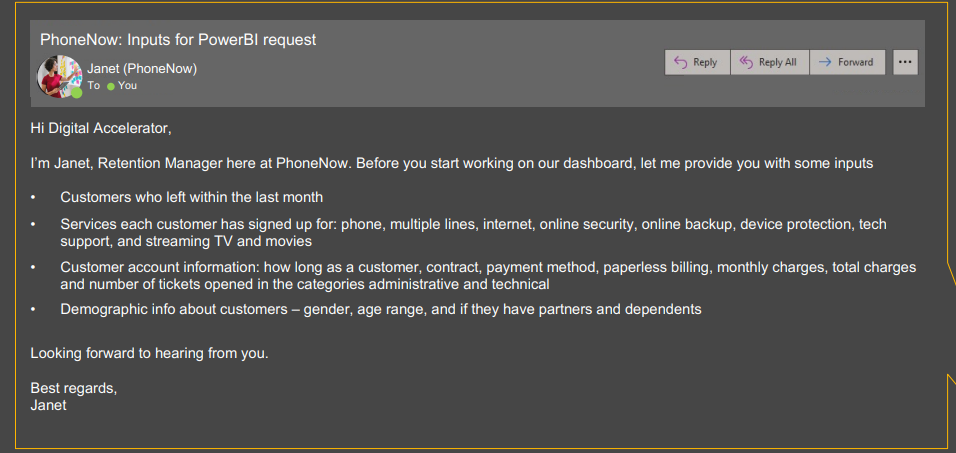 PhoneNow: Inputs for PowerBI request
Janet (PhoneNow)
To You
Reply
Reply All
Forward
Hi Digital Accelerator,
I'm Janet, Retention Manager here at PhoneNow. Before you start working on our dashboard, let me provide you with some inputs
• Customers who left within the last month
• Services each customer has signed up for: phone, multiple lines, internet, online security, online backup, device protection, tech
support, and streaming TV and movies
• Customer account information: how long as a customer, contract, payment method, paperless billing, monthly charges, total charges
and number of tickets opened in the categories administrative and technical
• Demographic info about customers – gender, age range, and if they have partners and dependents
Looking forward to hearing from you.
Best regards,
Janet